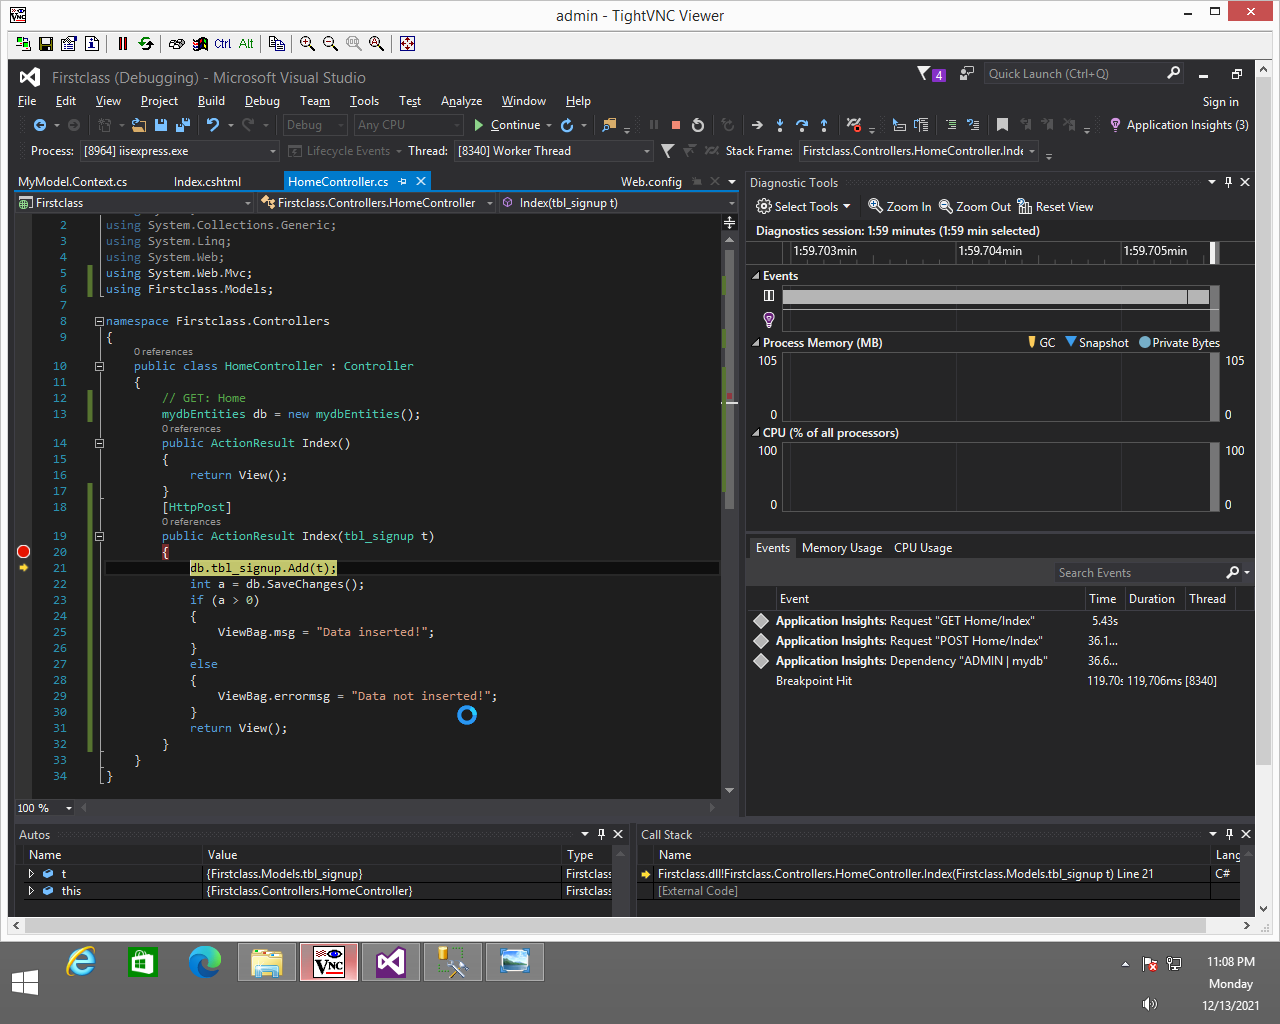 admin - TightVNC Viewer
Ctrl Alt
Firstclass (Debugging) - Microsoft Visual Studio
4
Quick Launch (Ctrl+Q)
File Edit View Project Build Debug Team Tools Test Analyze Window Help
Sign in
Debug Any CPU Continue Application Insights (3)
Process: [8964] iisexpress.exe Lifecycle Events Thread: [8340] Worker Thread Stack Frame: Firstclass.Controllers.HomeController.Inde
MyModel.Context.cs Index.cshtml HomeController.cs Web.config
Firstclass Firstclass.Controllers.HomeController Index(tbl_signup t)
2 using System.Collections.Generic;
3 using System.Linq;
4 using System.Web;
5 using System.Web.Mvc;
6 using Firstclass.Models;
7
8 namespace Firstclass.Controllers
9 {
0 references
10 public class HomeController : Controller
11 {
12 // GET: Home
13 mydbEntities db = new mydbEntities();
0 references
14 public ActionResult Index()
15 {
16 return View();
17 }
18 [HttpPost]
0 references
19 public ActionResult Index(tbl_signup t)
20 {
21 db.tbl_signup.Add(t);
22 int a = db.SaveChanges();
23 if (a > 0)
24 {
25 ViewBag.msg = "Data inserted!";
26 }
27 else
28 {
29 ViewBag.errormsg = "Data not inserted!";
30 }
31 return View();
32 }
33 }
34 }
100 %
Diagnostic Tools
Select Tools Zoom In Zoom Out Reset View
Diagnostics session: 1:59 minutes (1:59 min selected)
1:59.703min 1:59.704min 1:59.705min
Events
Process Memory (MB) GC Snapshot Private Bytes
105 105
0 0
CPU (% of all processors)
100 100
0 0
Events Memory Usage CPU Usage
Search Events
Event Time Duration Thread
Application Insights: Request "GET Home/Index" 5.43s
Application Insights: Request "POST Home/Index" 36.1...
Application Insights: Dependency "ADMIN | mydb" 36.6...
Breakpoint Hit 119.70s 119,706ms [8340]
Autos
Name Value Type
t {Firstclass.Models.tbl_signup} Firstclass
this {Firstclass.Controllers.HomeController} Firstclass
Call Stack
Name Lang
Firstclass.dll!Firstclass.Controllers.HomeController.Index(Firstclass.Models.tbl_signup t) Line 21 C#
[External Code]
VNC
11:08 PM
Monday
12/13/2021